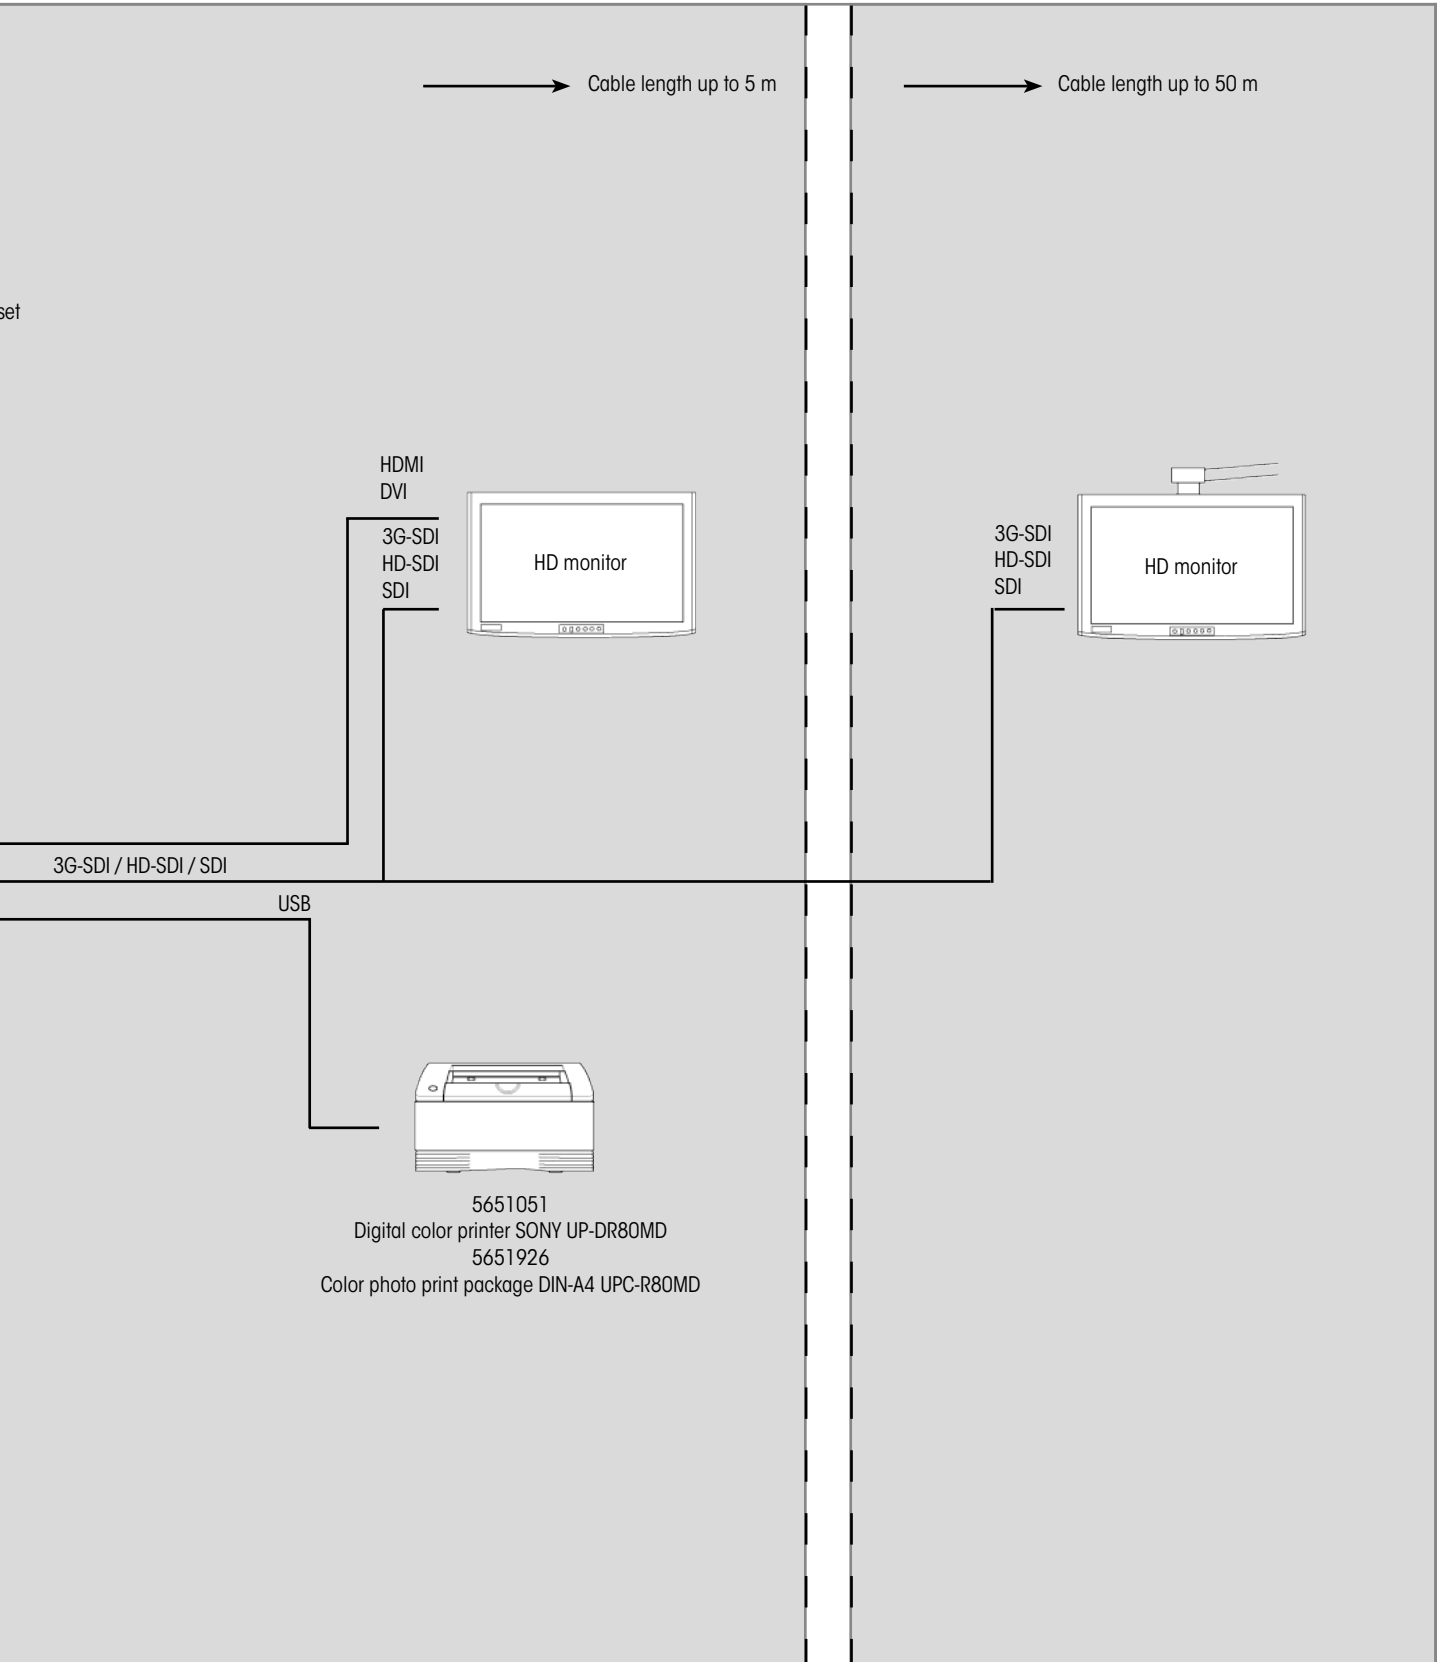 Cable length up to 5 m
Cable length up to 50 m
set
HDMI
DVI
3G-SDI
HD-SDI
SDI
HD monitor
3G-SDI
HD-SDI
SDI
HD monitor
3G-SDI / HD-SDI / SDI
USB
5651051
Digital color printer SONY UP-DR80MD
5651926
Color photo print package DIN-A4 UPC-R80MD